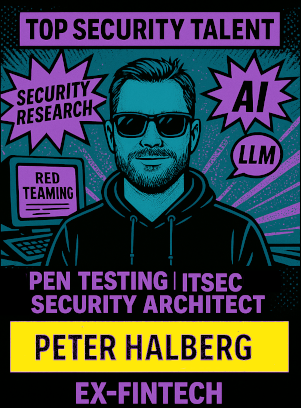 TOP SECURITY TALENT
SECURITY
RESEARCH
AI
LLM
RED
TEAMING
PEN TESTING | ITSEC
SECURITY ARCHITECT
PETER HALBERG
EX-FINTECH